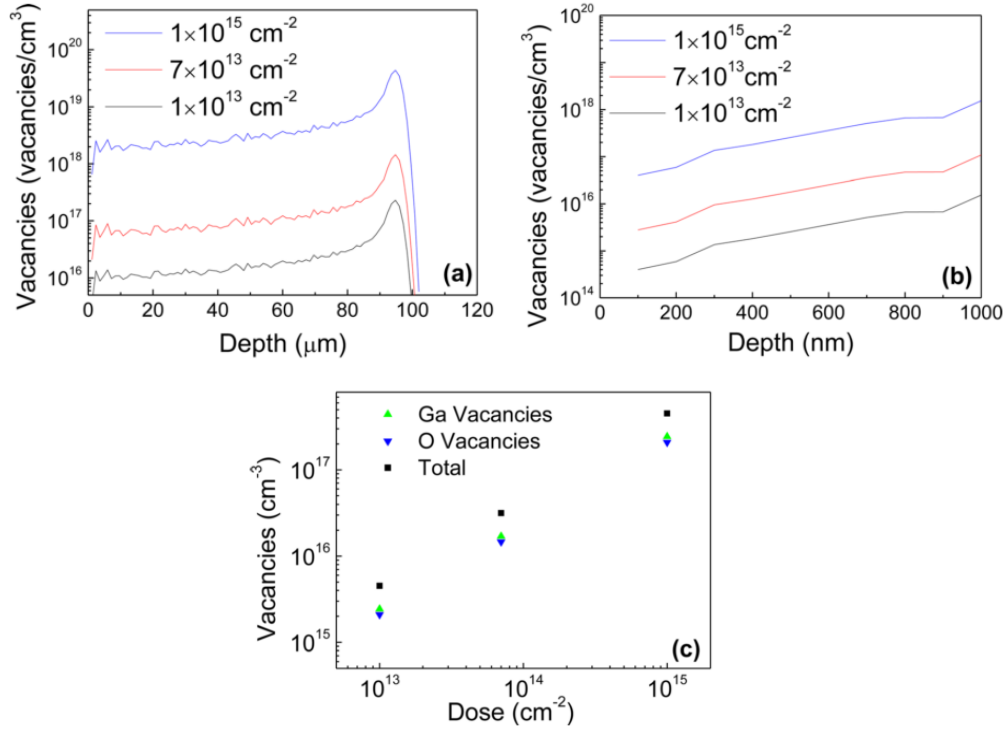 1×10¹⁵ cm⁻²
7×10¹³ cm⁻²
1×10¹³ cm⁻²
Vacancies (vacancies/cm³)
10²⁰
10¹⁹
10¹⁸
10¹⁷
10¹⁶
0 20 40 60 80 100 120
Depth (μm)
(a)
1×10¹⁵cm⁻²
7×10¹³cm⁻²
1×10¹³cm⁻²
Vacancies (vacancies/cm³)
10²⁰
10¹⁸
10¹⁶
10¹⁴
0 200 400 600 800 1000
Depth (nm)
(b)
Ga Vacancies
O Vacancies
Total
Vacancies (cm⁻³)
10¹⁷
10¹⁶
10¹⁵
10¹³ 10¹⁴ 10¹⁵
Dose (cm⁻²)
(c)